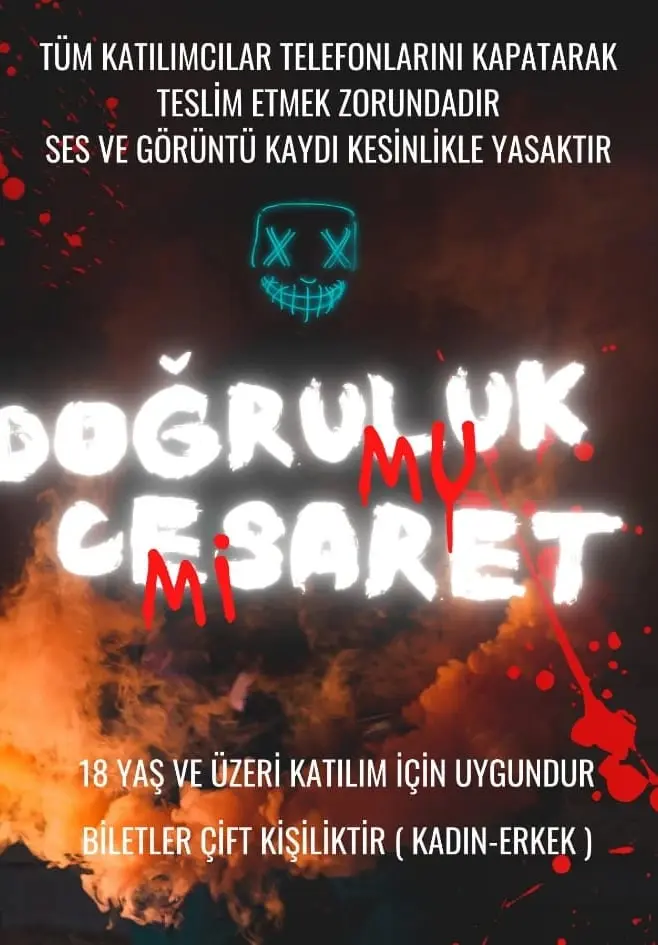 TÜM KATILIMCILAR TELEFONLARINI KAPATARAK
TESLİM ETMEK ZORUNDADIR
SES VE GÖRÜNTÜ KAYDI KESİNLİKLE YASAKTIR
DOĞRULUK
MU
CESARET
Mİ
18 YAŞ VE ÜZERİ KATILIM İÇİN UYGUNDUR
BİLETLER ÇİFT KİŞİLİKTİR ( KADIN-ERKEK )